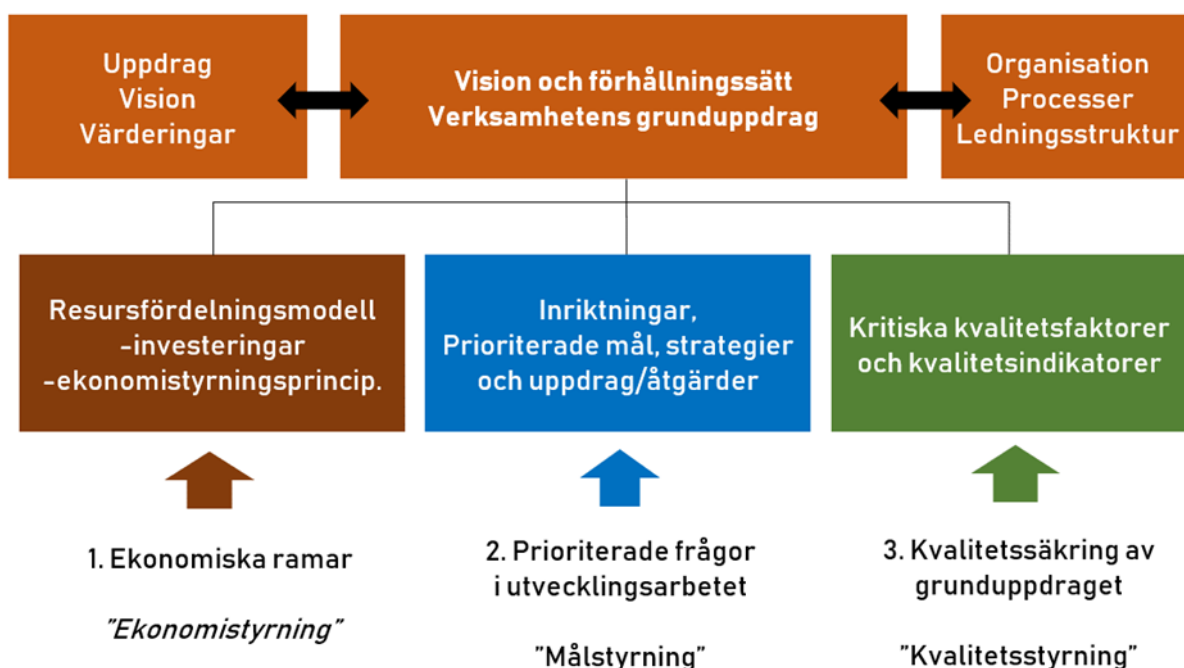 Uppdrag
Vision
Värderingar
Vision och förhållningssätt
Verksamhetens grunduppdrag
Organisation
Processer
Ledningsstruktur
Resursfördelningsmodell
-investeringar
-ekonomistyrningsprincip.
Inriktningar,
Prioriterade mål, strategier
och uppdrag/åtgärder
Kritiska kvalitetsfaktorer
och kvalitetsindikatorer
1. Ekonomiska ramar
”Ekonomistyrning”
2. Prioriterade frågor
i utvecklingsarbetet
”Målstyrning”
3. Kvalitetssäkring av
grunduppdraget
”Kvalitetsstyrning”